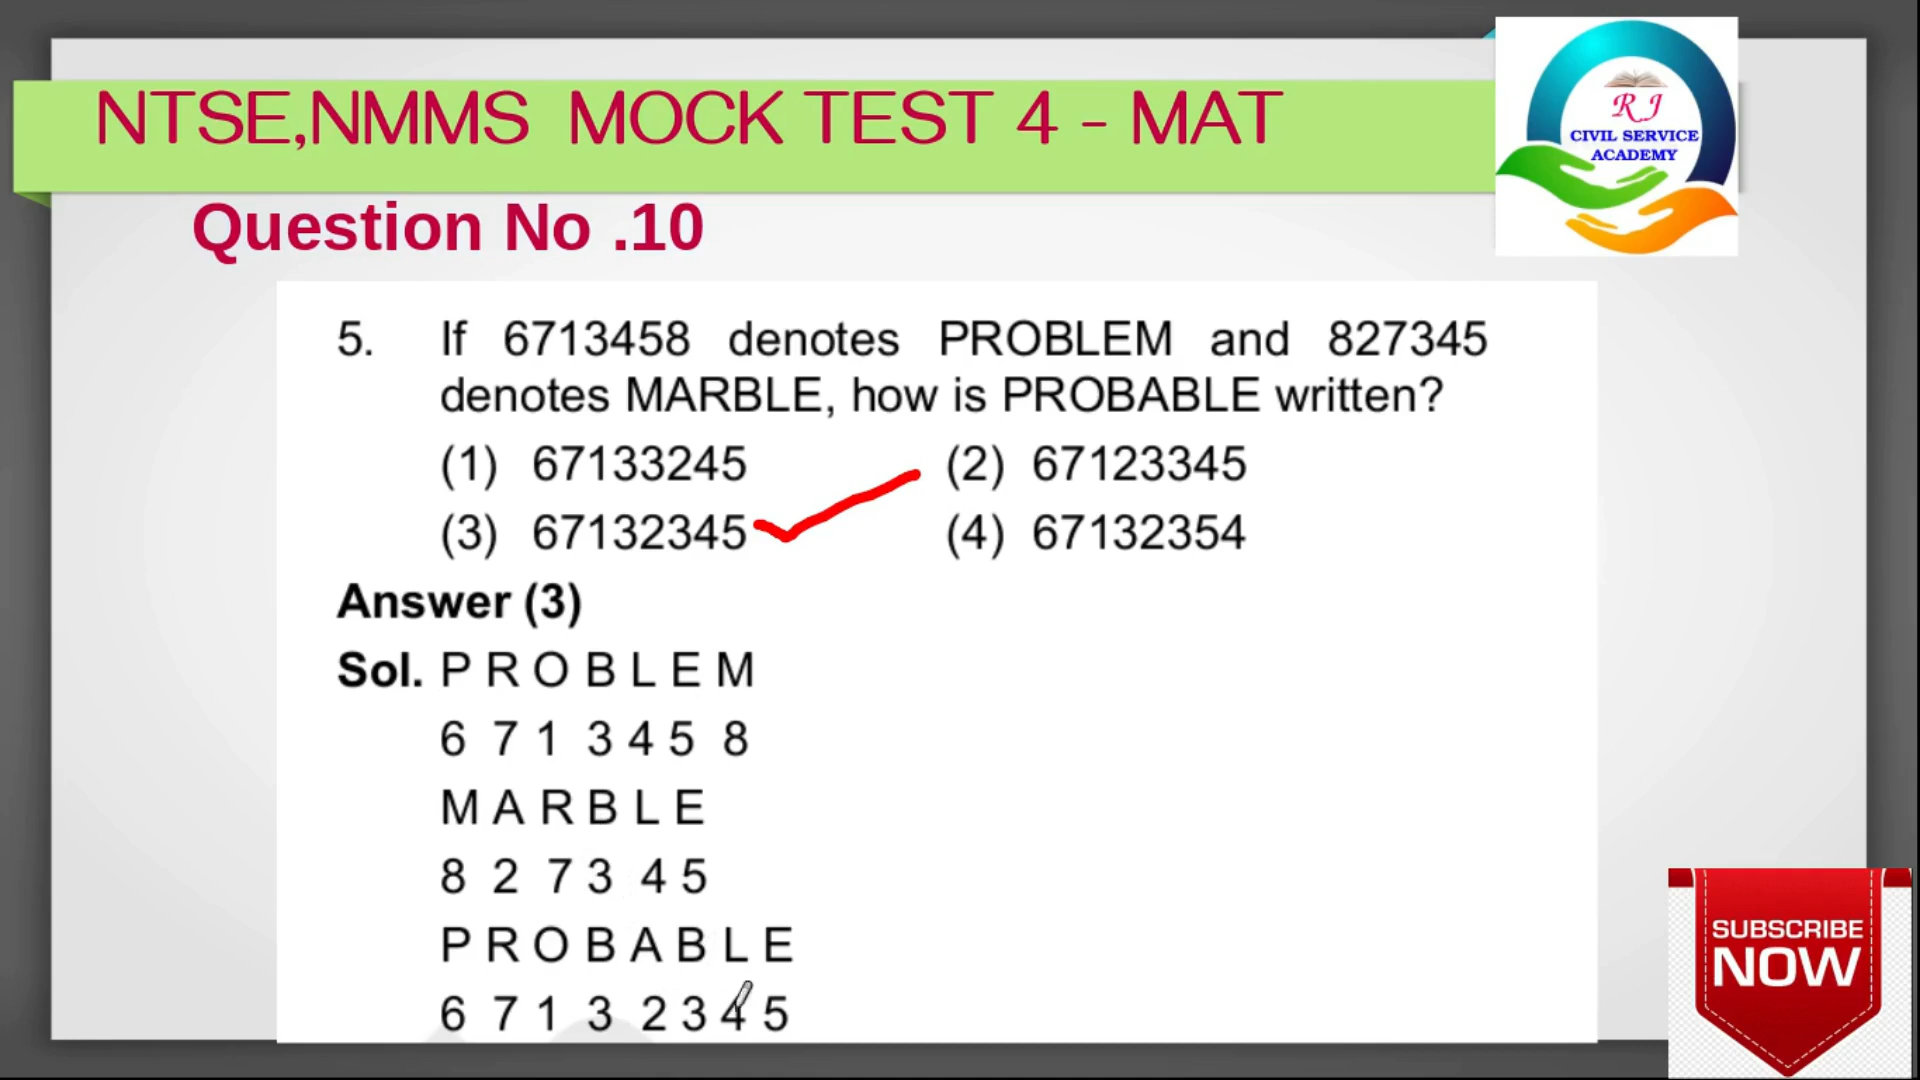 NTSE,NMMS MOCK TEST 4 - MAT
RJ
CIVIL SERVICE
ACADEMY
Question No .10
5. If 6713458 denotes PROBLEM and 827345
denotes MARBLE, how is PROBABLE written?
(1) 67133245 (2) 67123345
(3) 67132345 (4) 67132354
Answer (3)
Sol. P R O B L E M
6 7 1 3 4 5 8
M A R B L E
8 2 7 3 4 5
P R O B A B L E
6 7 1 3 2 3 4 5
SUBSCRIBE
NOW